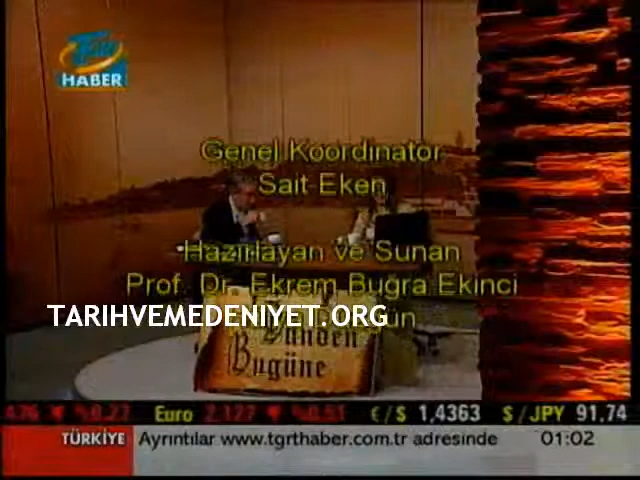 HABER
Genel Koordinatör
Sait Eken
Hazırlayan ve Sunan
Prof. Dr. Ekrem Buğra Ekinci
TARIHVEMEDENIYET.ORG
Dünden
Bugüne
Euro 2,127 %0.51 €/$ 1,4363 $/JPY 91,74
TÜRKİYE Ayrıntılar www.tgrthaber.com.tr adresinde 01:02